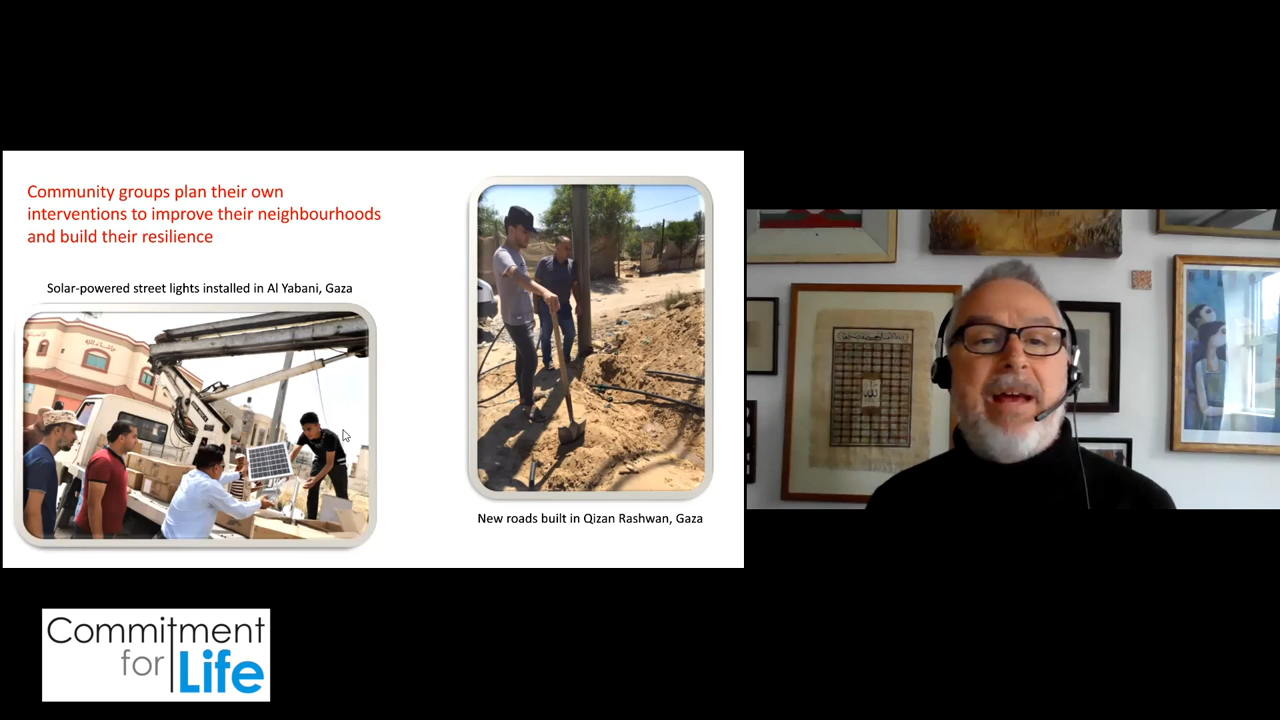 Community groups plan their own
interventions to improve their neighbourhoods
and build their resilience
Solar-powered street lights installed in Al Yabani, Gaza
New roads built in Qizan Rashwan, Gaza
Commitment
for Life
الله